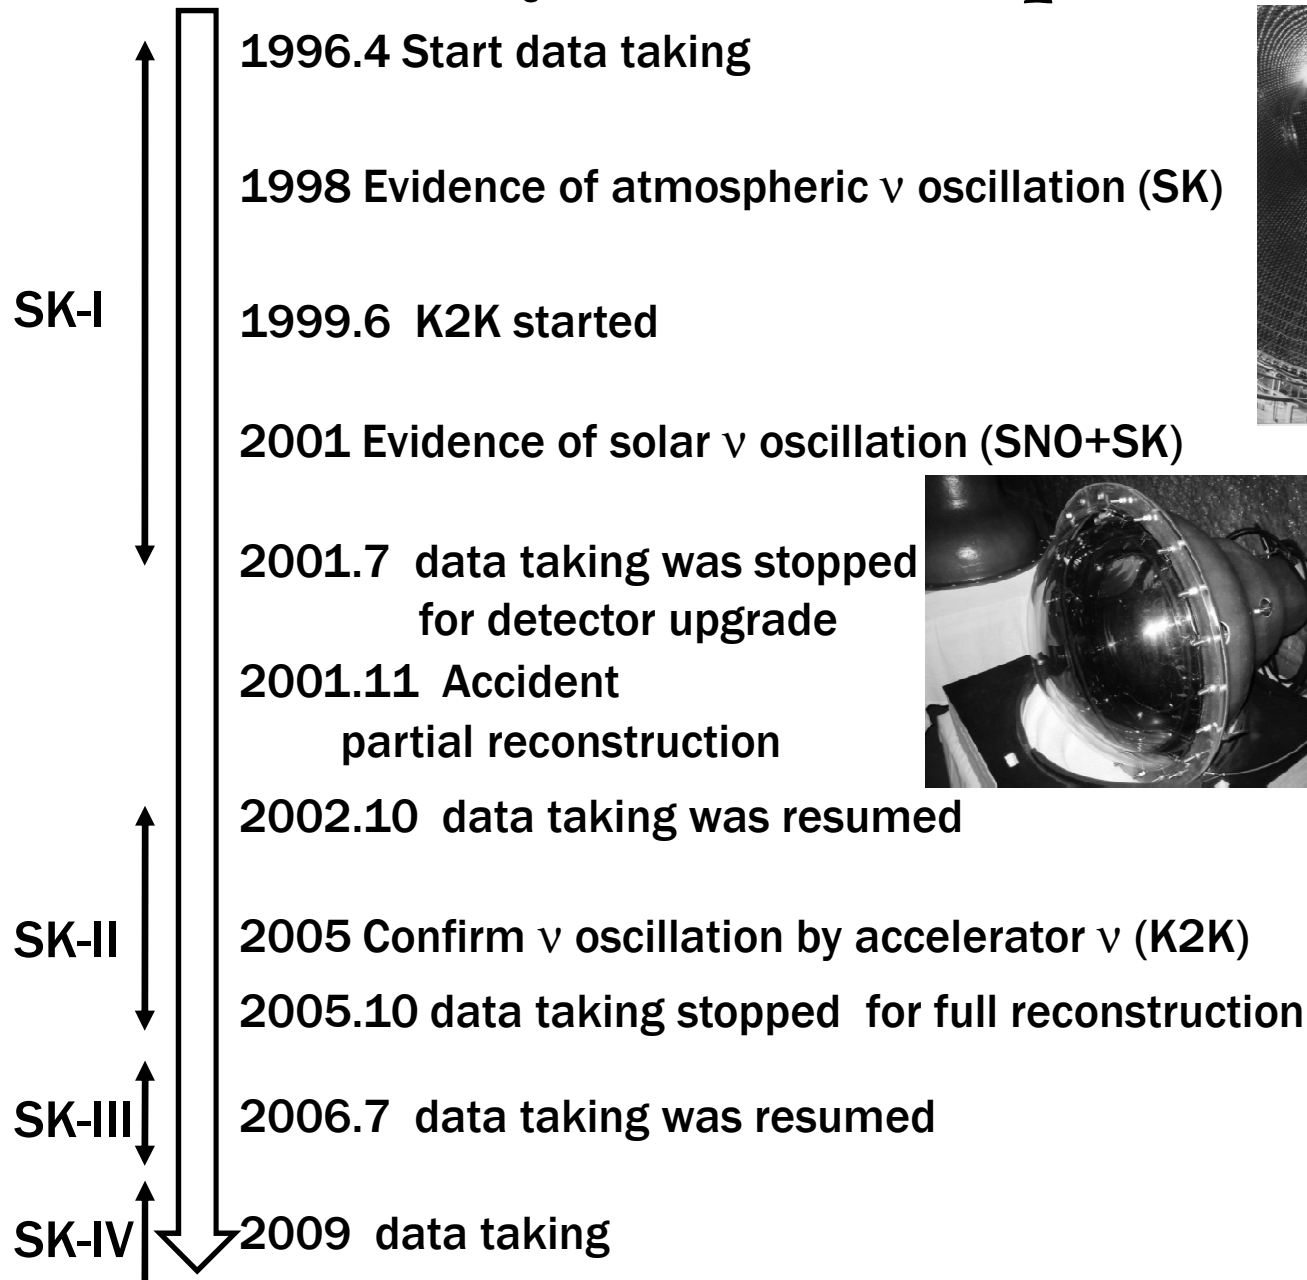 1996.4 Start data taking
1998 Evidence of atmospheric ν oscillation (SK)
SK-I
1999.6 K2K started
2001 Evidence of solar ν oscillation (SNO+SK)
2001.7 data taking was stopped
for detector upgrade
2001.11 Accident
partial reconstruction
2002.10 data taking was resumed
SK-II
2005 Confirm ν oscillation by accelerator ν (K2K)
2005.10 data taking stopped for full reconstruction
SK-III
2006.7 data taking was resumed
SK-IV
2009 data taking